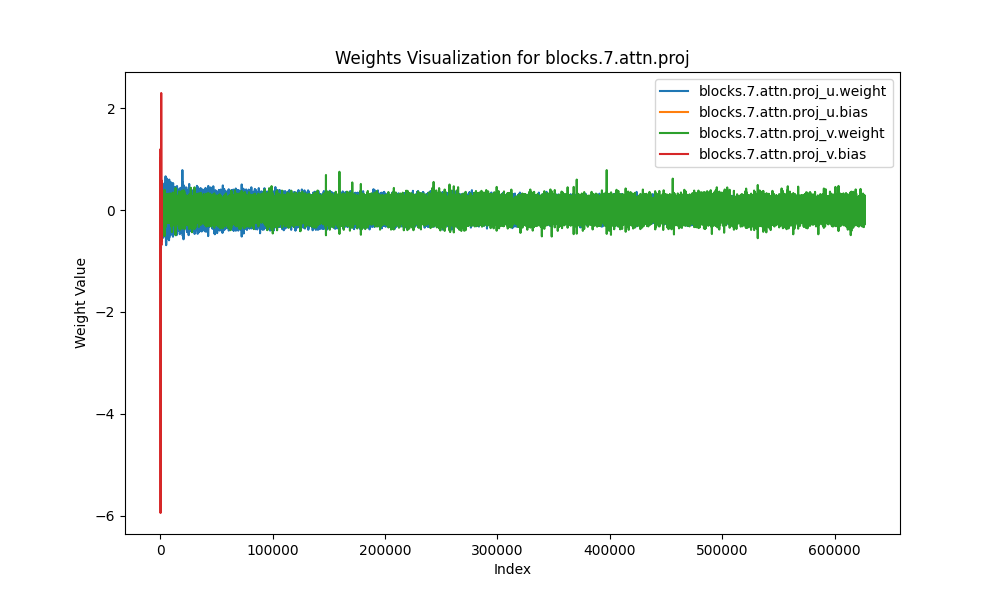 Weights Visualization for blocks.7.attn.proj
blocks.7.attn.proj_u.weight
blocks.7.attn.proj_u.bias
blocks.7.attn.proj_v.weight
blocks.7.attn.proj_v.bias
Weight Value
2
0
−2
−4
−6
0 100000 200000 300000 400000 500000 600000
Index